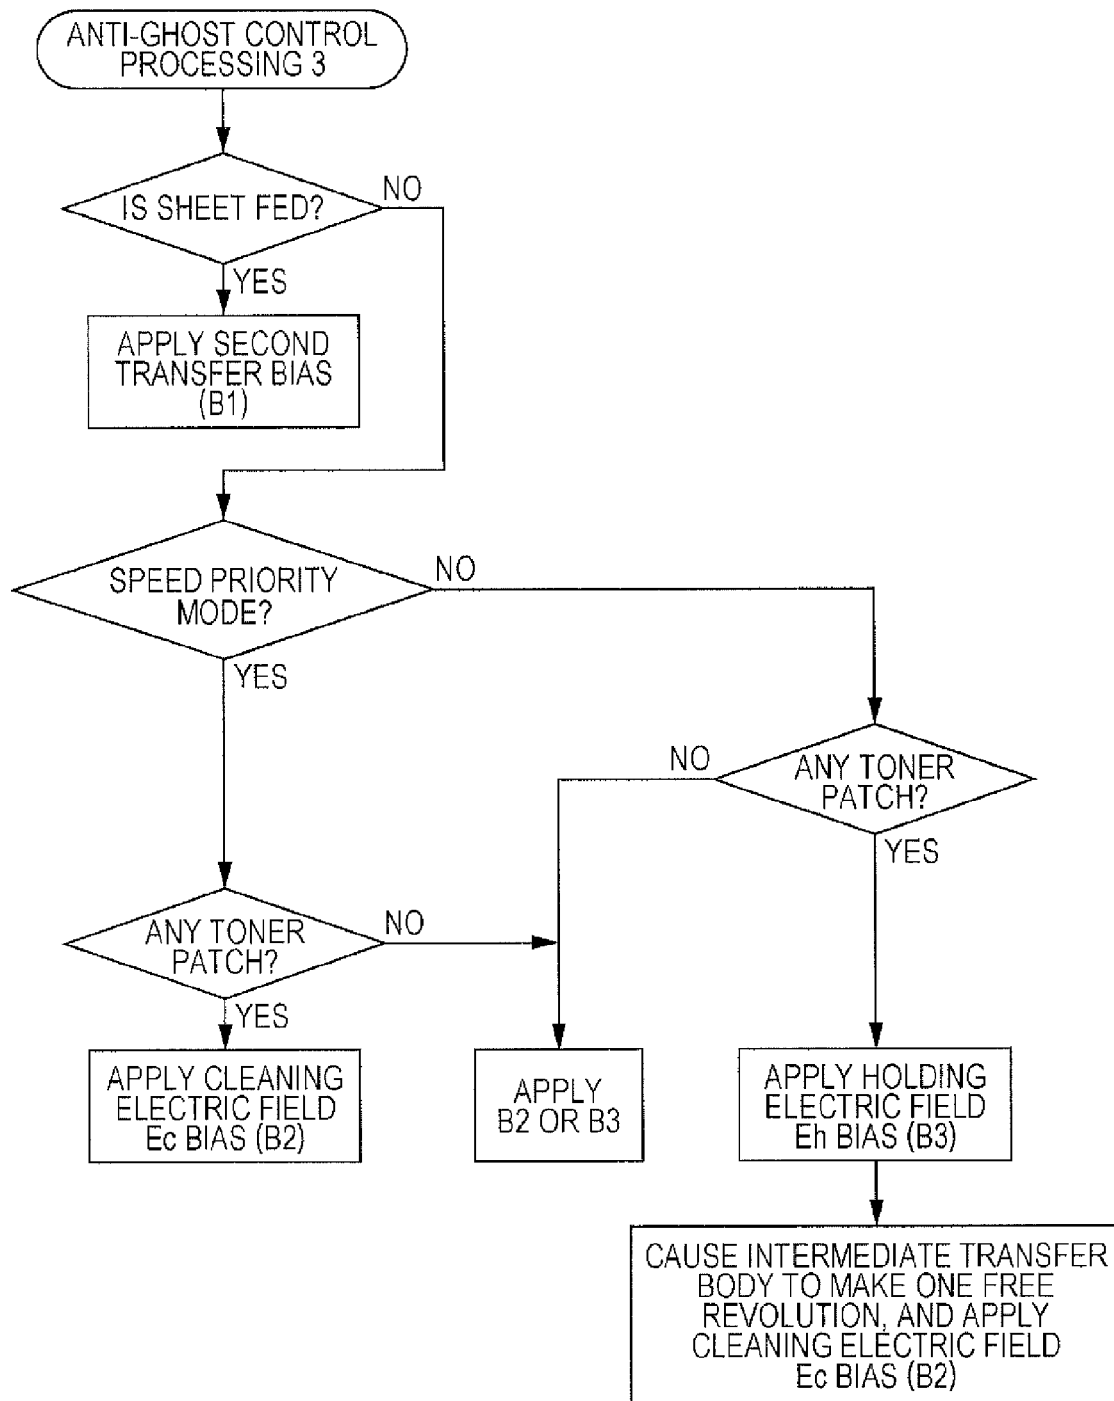 ANTI-GHOST CONTROL
PROCESSING 3
IS SHEET FED?
NO
YES
APPLY SECOND
TRANSFER BIAS
(B1)
SPEED PRIORITY
MODE?
NO
YES
ANY TONER
PATCH?
NO
YES
ANY TONER
PATCH?
NO
YES
APPLY CLEANING
ELECTRIC FIELD
Ec BIAS (B2)
APPLY
B2 OR B3
APPLY HOLDING
ELECTRIC FIELD
Eh BIAS (B3)
CAUSE INTERMEDIATE TRANSFER
BODY TO MAKE ONE FREE
REVOLUTION, AND APPLY
CLEANING ELECTRIC FIELD
Ec BIAS (B2)